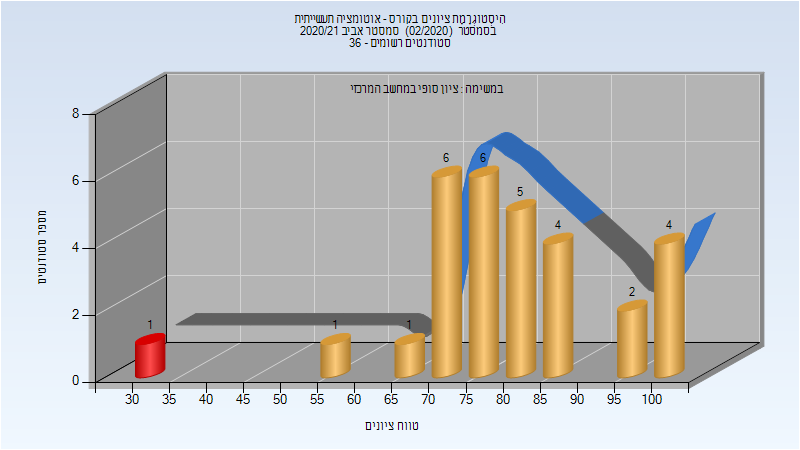 היסטוגרמת ציונים בקורס - אוטומציה תעשייתית
בסמסטר (02/2020) סמסטר אביב 2020/21
סטודנטים רשומים - 36
במשימה : ציון סופי במחשב המרכזי
מספר סטודנטים
8
6
4
2
0
1
1
1
6
6
5
4
2
4
30 35 40 45 50 55 60 65 70 75 80 85 90 95 100
טווח ציונים